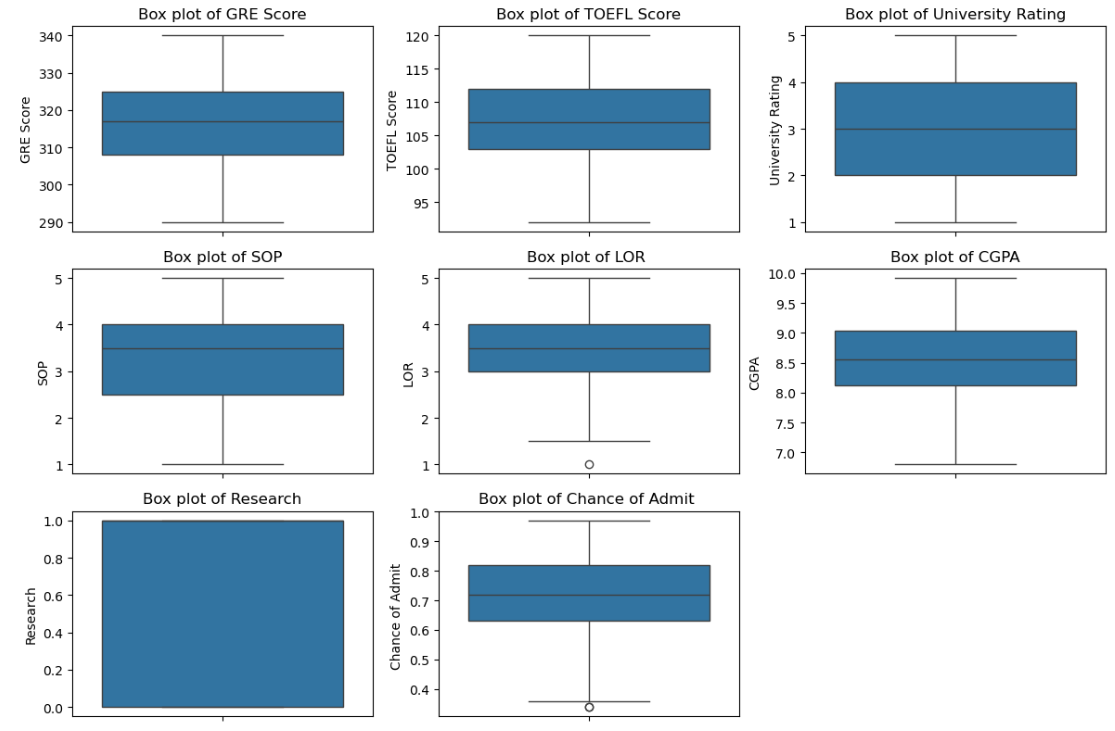 Box plot of GRE Score
340
330
320
310
300
290
GRE Score
Box plot of TOEFL Score
120
115
110
105
100
95
TOEFL Score
Box plot of University Rating
5
4
3
2
1
University Rating
Box plot of SOP
5
4
3
2
1
SOP
Box plot of LOR
5
4
3
2
1
LOR
Box plot of CGPA
10.0
9.5
9.0
8.5
8.0
7.5
7.0
CGPA
Box plot of Research
1.0
0.8
0.6
0.4
0.2
0.0
Research
Box plot of Chance of Admit
1.0
0.9
0.8
0.7
0.6
0.5
0.4
Chance of Admit